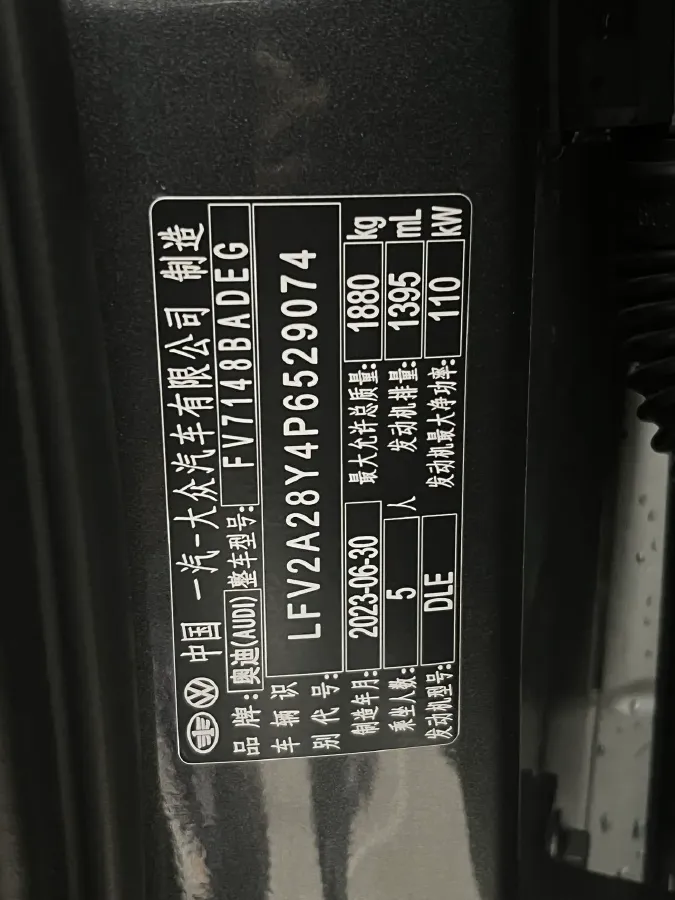 中国 一汽-大众汽车有限公司 制造
品牌: 奥迪(AUDI) 整车型号: FV7148BADEG
车辆识别代号: LFV2A28Y4P6529074
制造年月: 2023-06-30 最大允许总质量: 1880 kg
乘坐人数: 5 人 发动机排量: 1395 mL
发动机型号: DLE 发动机最大净功率: 110 kW